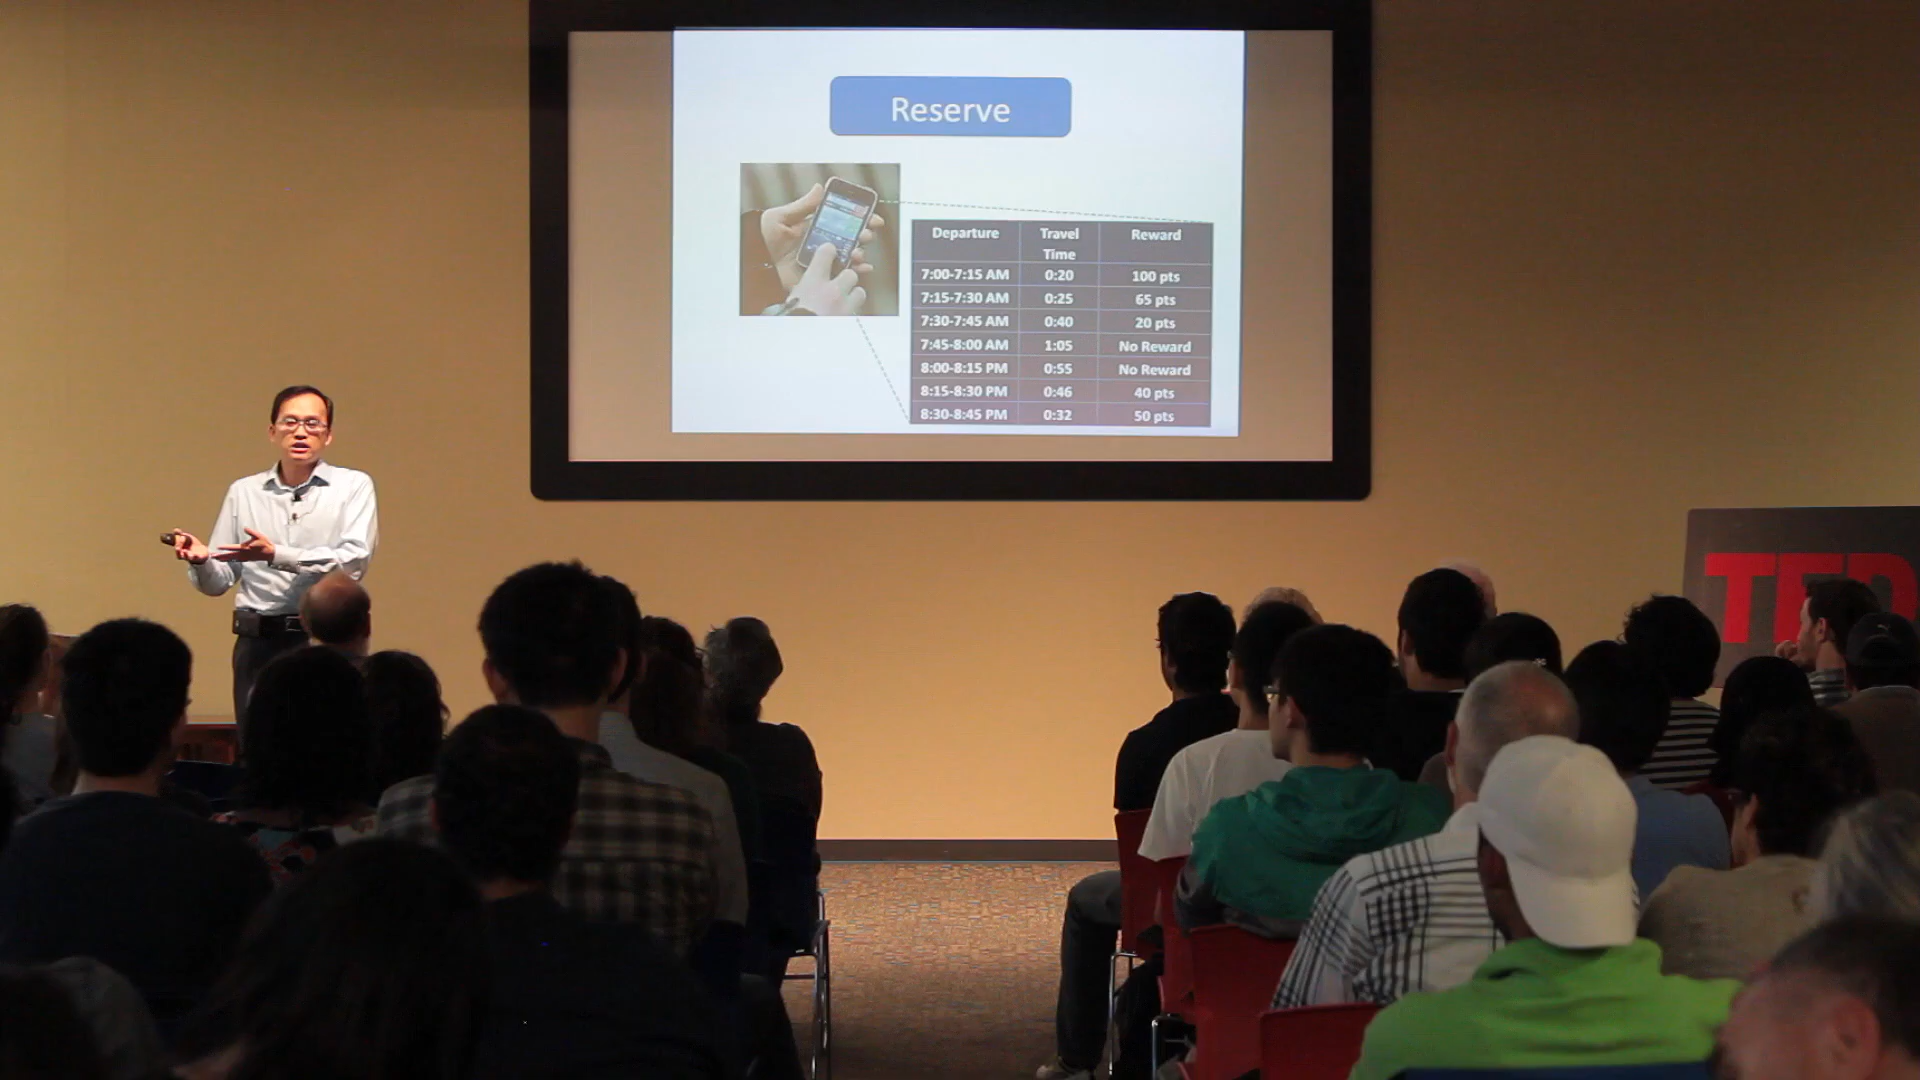 Reserve
Departure Travel Time Reward
7:00-7:15 AM 0:20 100 pts
7:15-7:30 AM 0:25 65 pts
7:30-7:45 AM 0:40 20 pts
7:45-8:00 AM 1:05 No Reward
8:00-8:15 PM 0:55 No Reward
8:15-8:30 PM 0:46 40 pts
8:30-8:45 PM 0:32 50 pts
TED